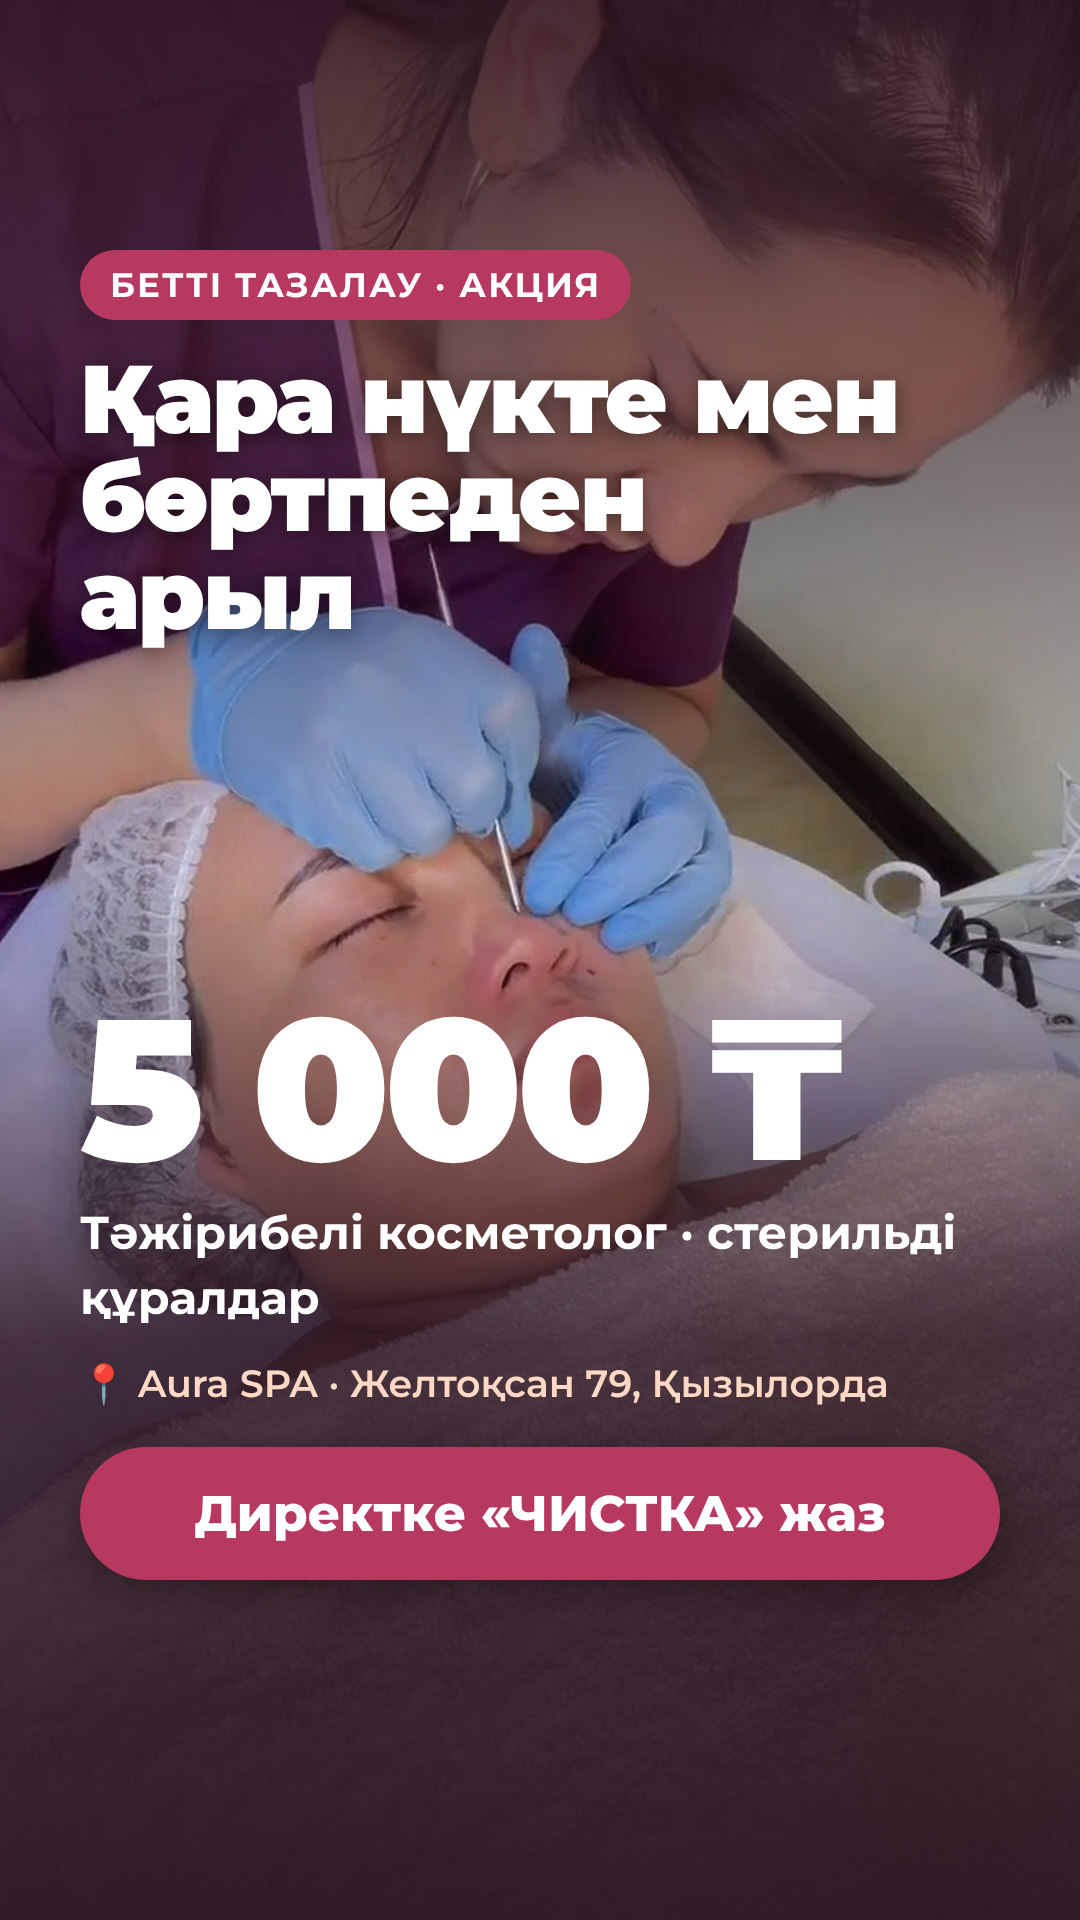 БЕТТІ ТАЗАЛАУ · АКЦИЯ
Қара нүкте мен
бөртпеден
арыл
5 000 ₸
Тәжірибелі косметолог · стерильді
құралдар
📍 Aura SPA · Желтоқсан 79, Қызылорда
Директке «ЧИСТКА» жаз